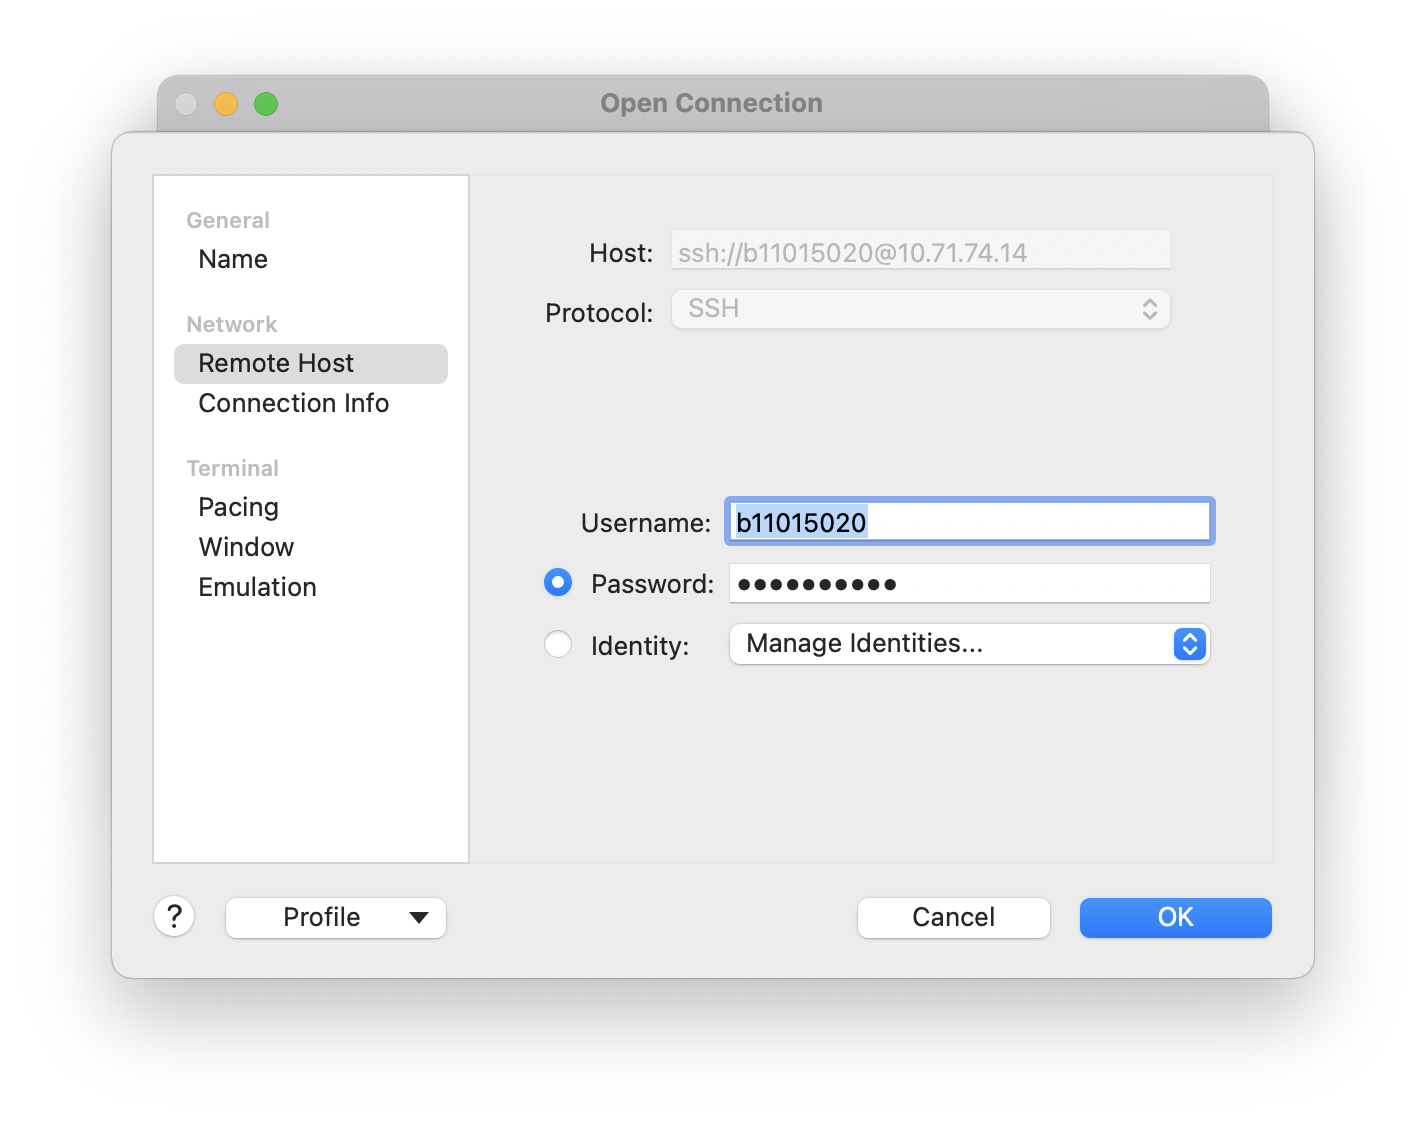 Open Connection
General
Name
Network
Remote Host
Connection Info
Terminal
Pacing
Window
Emulation
Host: ssh://b11015020@10.71.74.14
Protocol: SSH
Username: b11015020
Password: ●●●●●●●●●●
Identity: Manage Identities...
? Profile Cancel OK